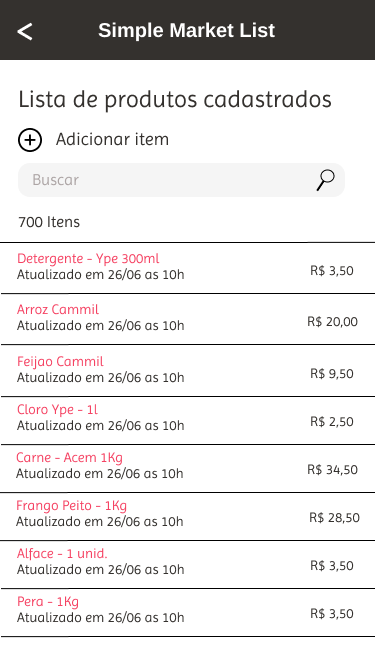 <
Simple Market List
Lista de produtos cadastrados
Adicionar item
Buscar
700 Itens
Detergente - Ype 300ml
Atualizado em 26/06 as 10h
R$ 3,50
Arroz Cammil
Atualizado em 26/06 as 10h
R$ 20,00
Feijao Cammil
Atualizado em 26/06 as 10h
R$ 9,50
Cloro Ype - 1l
Atualizado em 26/06 as 10h
R$ 2,50
Carne - Acem 1Kg
Atualizado em 26/06 as 10h
R$ 34,50
Frango Peito - 1Kg
Atualizado em 26/06 as 10h
R$ 28,50
Alface - 1 unid.
Atualizado em 26/06 as 10h
R$ 3,50
Pera - 1Kg
Atualizado em 26/06 as 10h
R$ 3,50